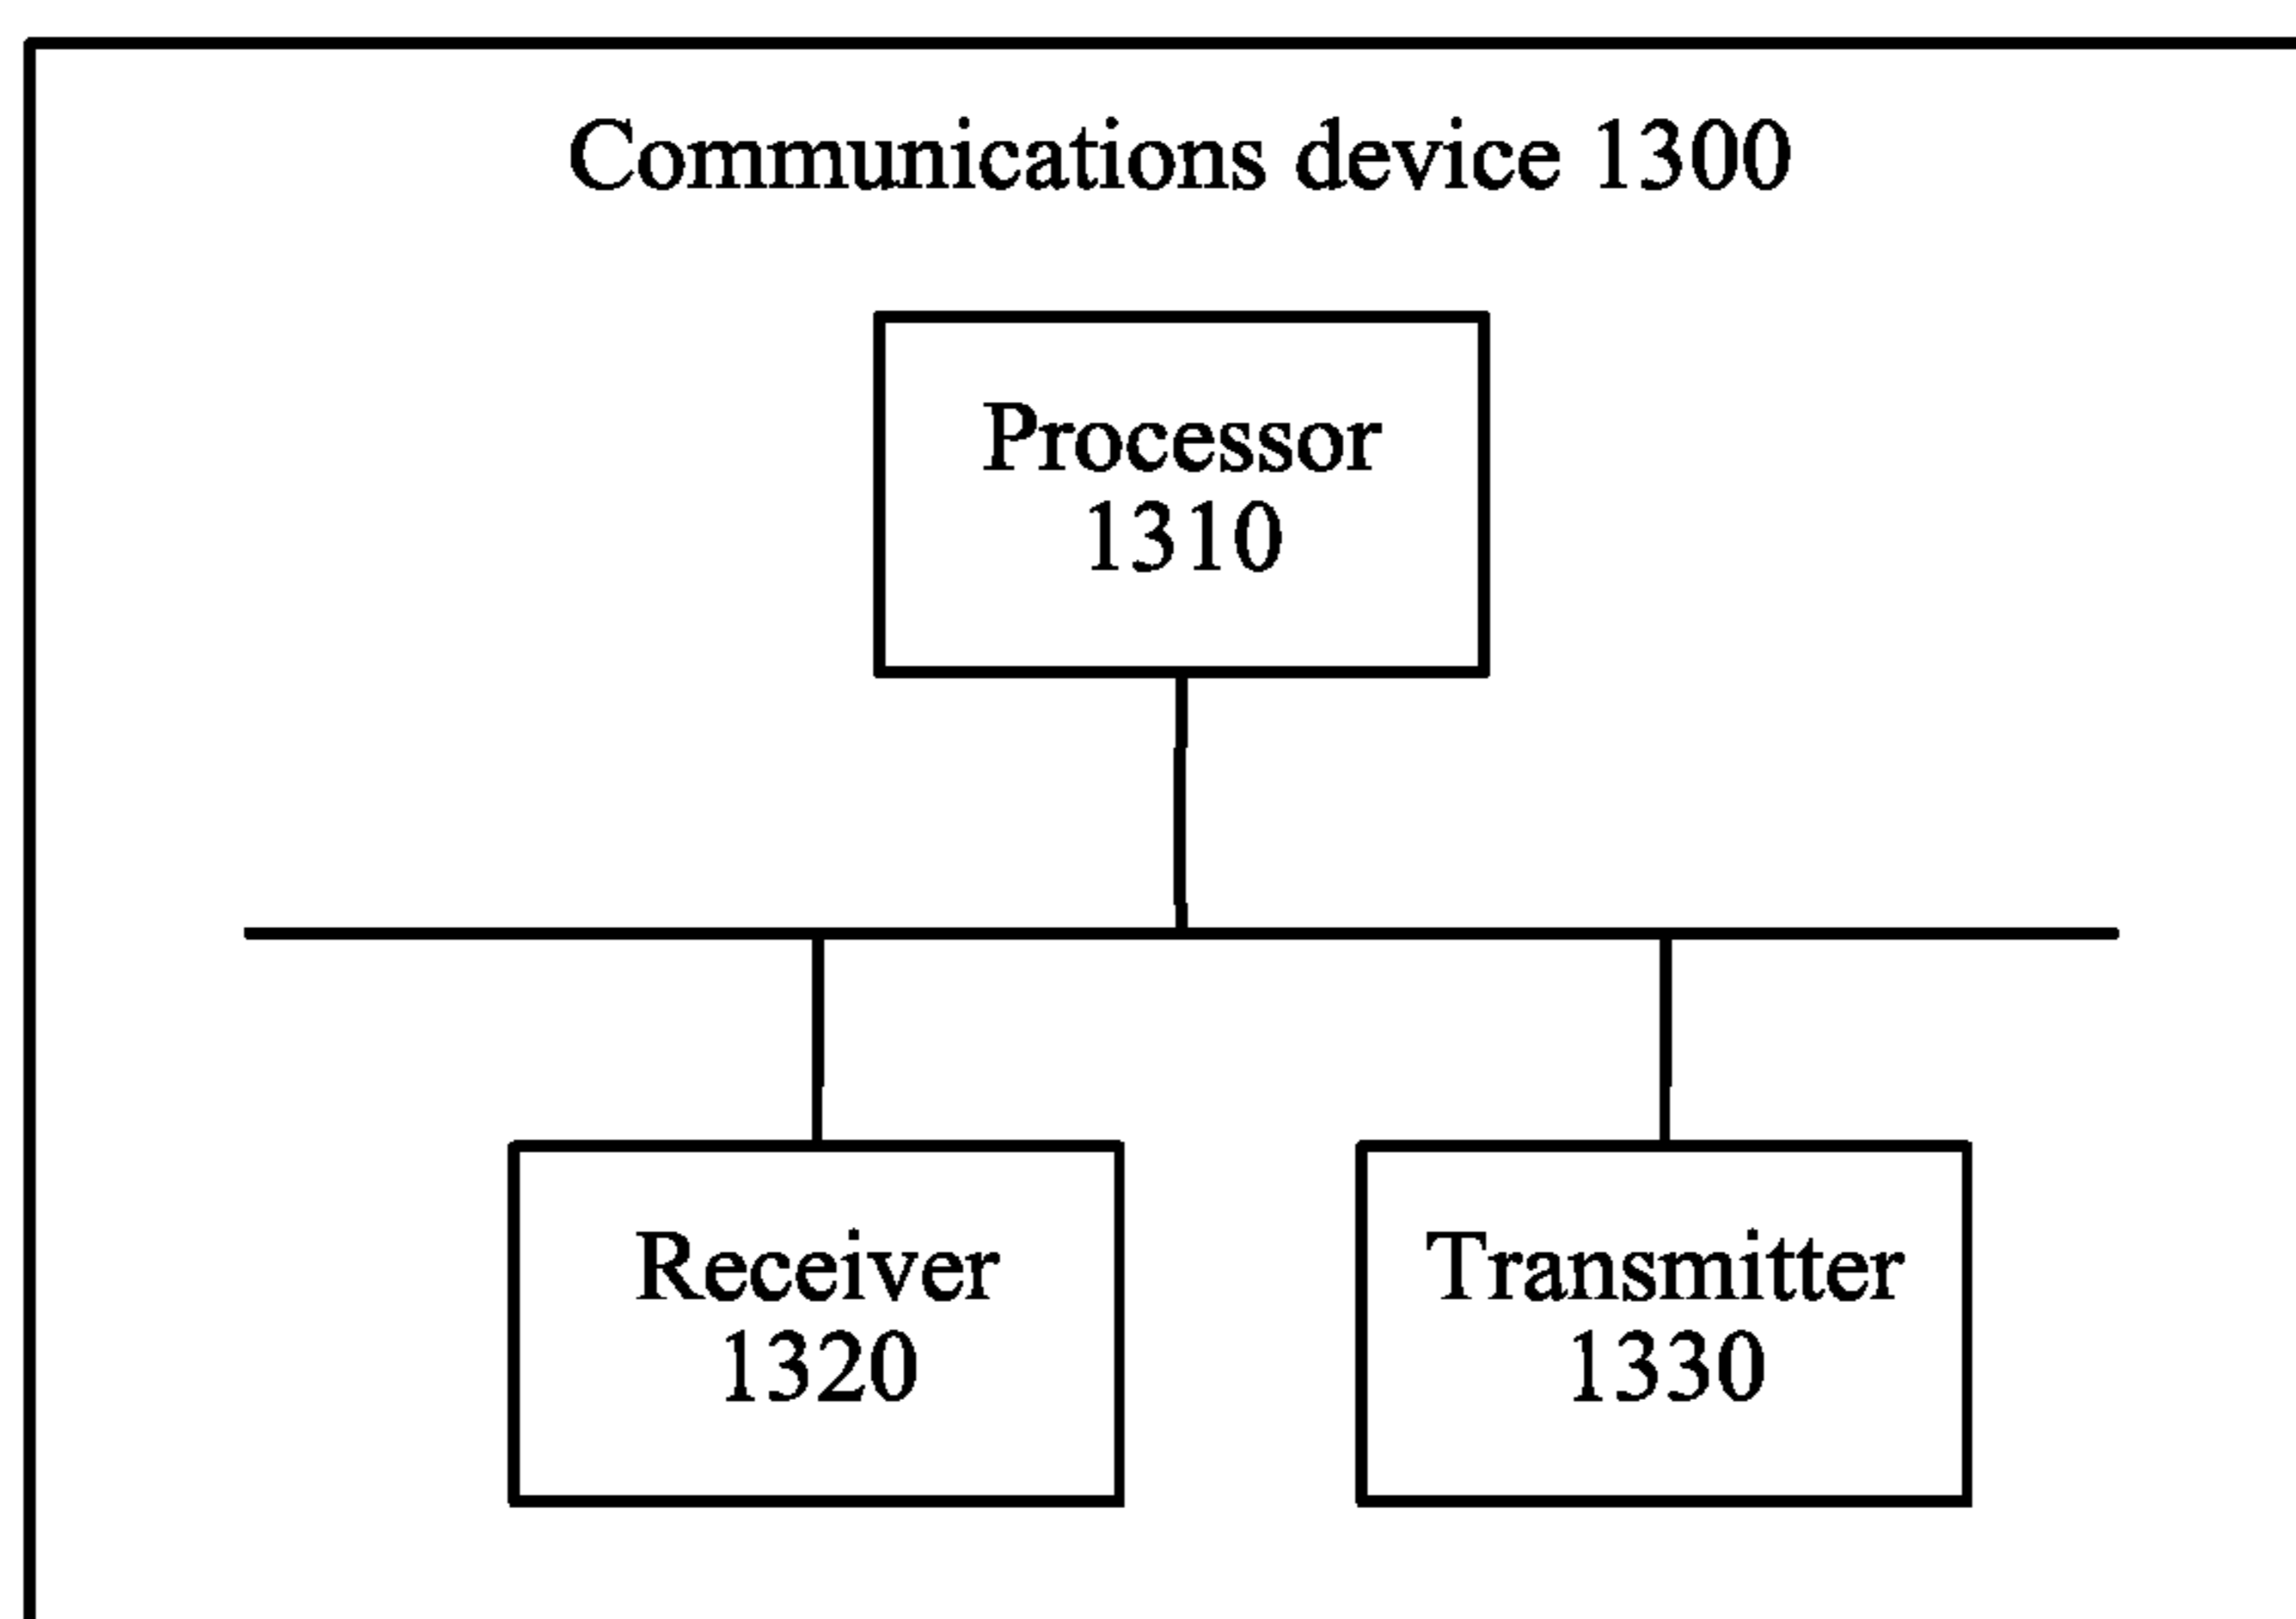 Communications device 1300
Processor
1310
Receiver
1320
Transmitter
1330